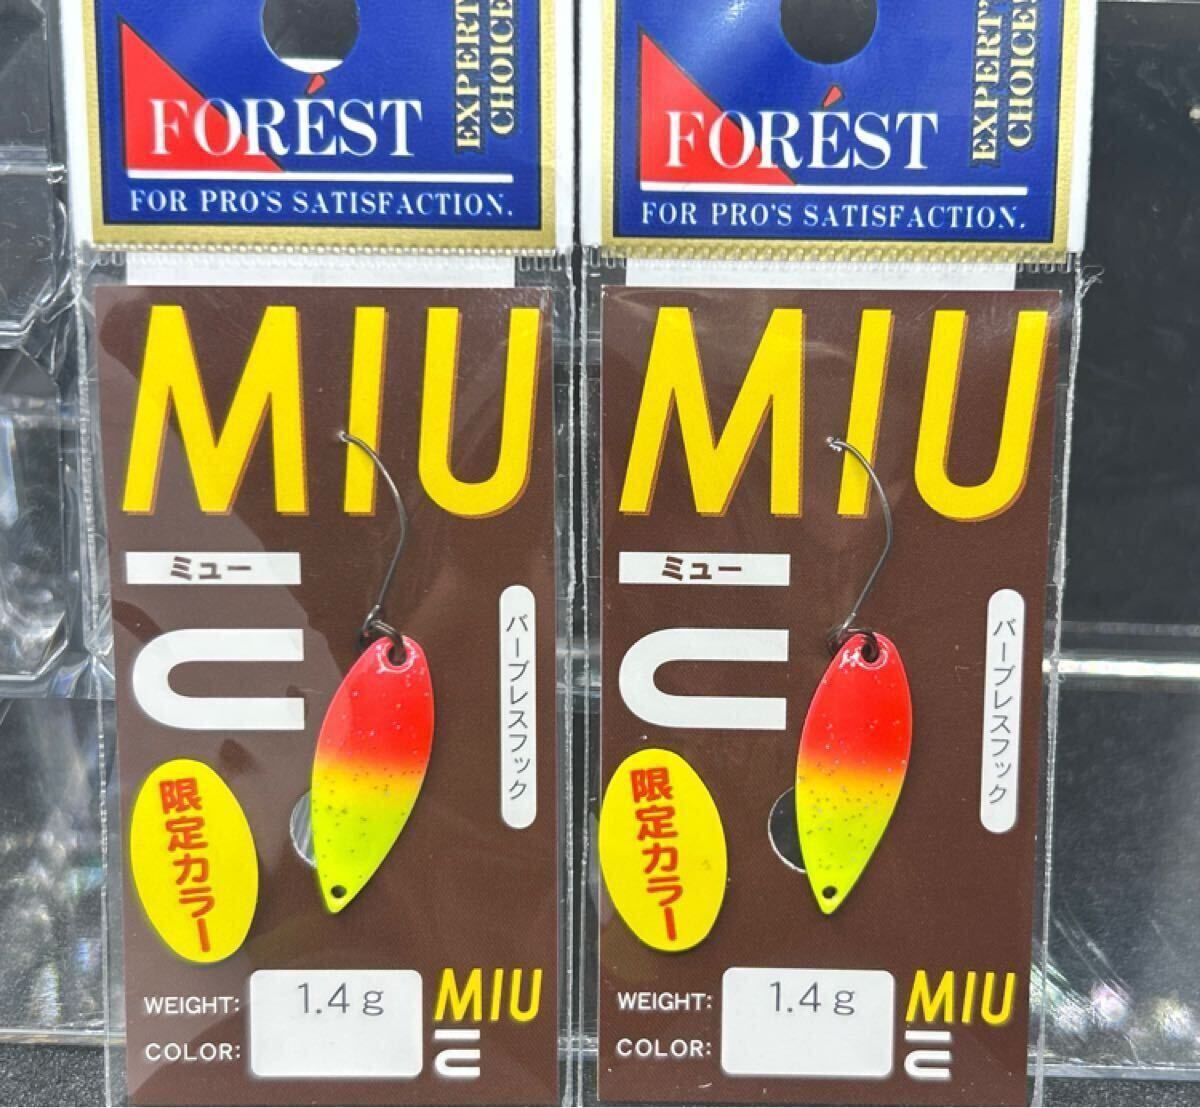 FORÉST
EXPERT'
CHOICE!
FOR PRO'S SATISFACTION.
MIU
ミュー
バーブレスフック
限定カラー
WEIGHT: 1.4g
COLOR:
MIU
FORÉST
EXPERT'
CHOICE!
FOR PRO'S SATISFACTION.
MIU
ミュー
バーブレスフック
限定カラー
WEIGHT: 1.4g
COLOR:
MIU